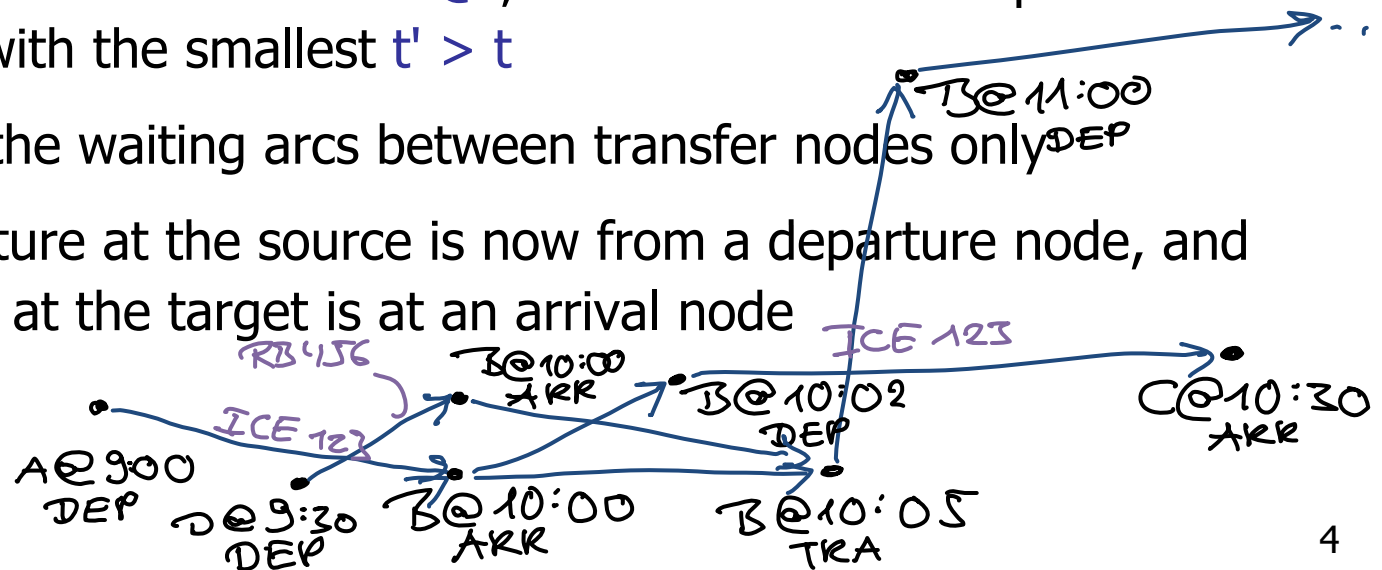 with the smallest t' > t
B@11:00
DEP
the waiting arcs between transfer nodes only
ture at the source is now from a departure node, and
at the target is at an arrival node
ICE 123
RB 456
B@10:00
ARR
B@10:02
DEP
C@10:30
ARR
ICE 123
A@9:00
DEP
D@9:30
DEP
B@10:00
ARR
B@10:05
TRA
4